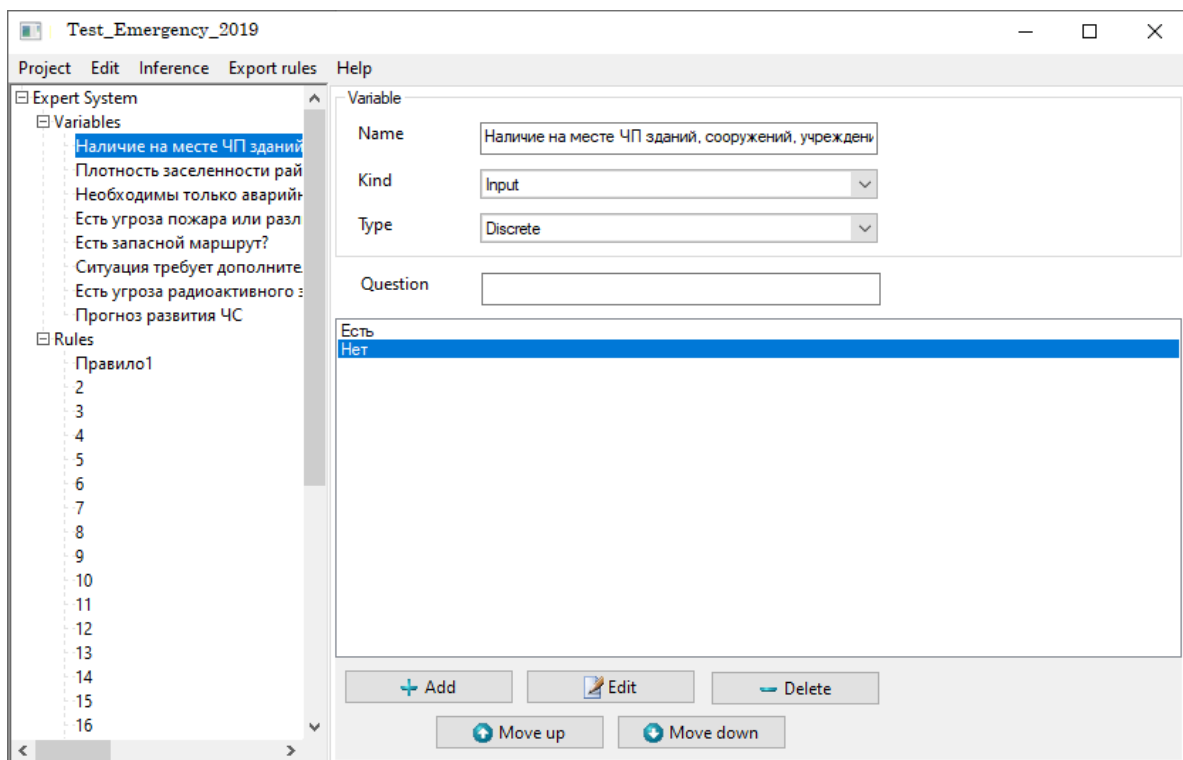 Test_Emergency_2019
Project Edit Inference Export rules Help
Expert System
Variables
Наличие на месте ЧП зданий
Плотность заселенности рай
Необходимы только аварийн
Есть угроза пожара или разл
Есть запасной маршрут?
Ситуация требует дополните
Есть угроза радиоактивного з
Прогноз развития ЧС
Rules
Правило1
2
3
4
5
6
7
8
9
10
11
12
13
14
15
16
Variable
Name
Наличие на месте ЧП зданий, сооружений, учреждени
Kind
Input
Type
Discrete
Question
Есть
Нет
Add
Edit
Delete
Move up
Move down